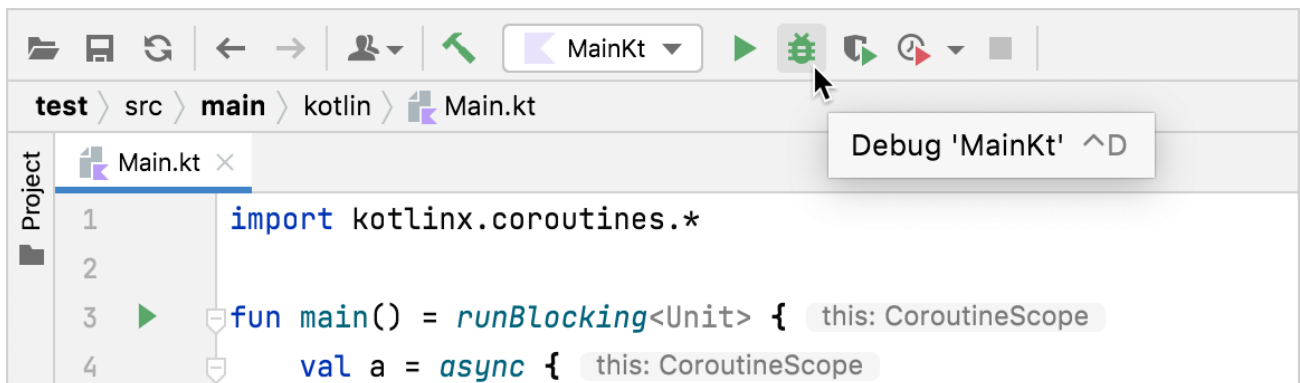 MainKt
test 〉 src 〉 main 〉 kotlin 〉 Main.kt
Debug 'MainKt' ^D
Project
Main.kt ×
1 import kotlinx.coroutines.*
2
3 fun main() = runBlocking<Unit> { this: CoroutineScope
4 val a = async { this: CoroutineScope